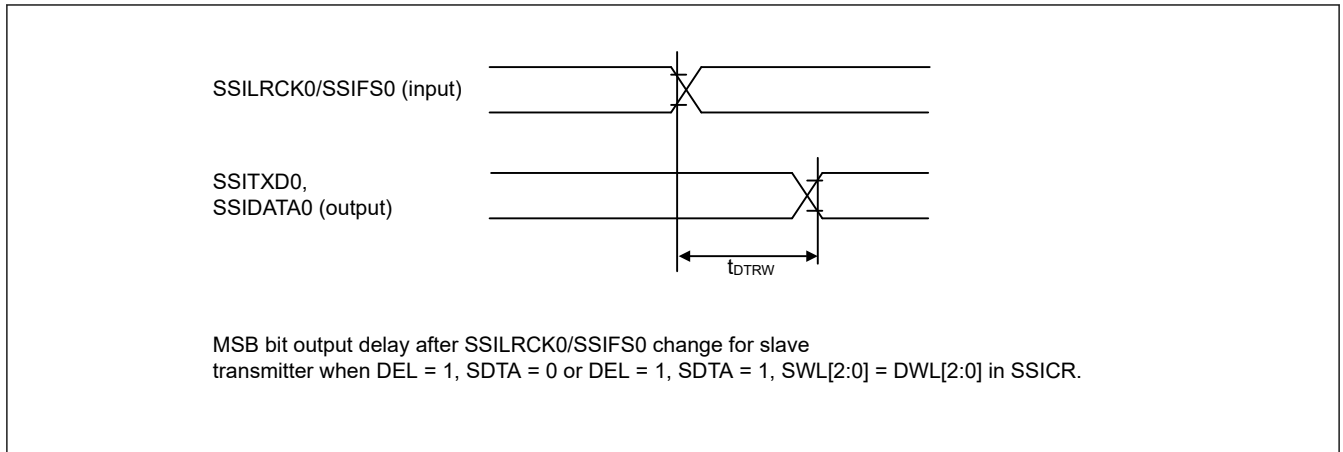 SSILRCK0/SSIFS0 (input)
SSITXD0,
SSIDATA0 (output)
tDTRW
MSB bit output delay after SSILRCK0/SSIFS0 change for slave
transmitter when DEL = 1, SDTA = 0 or DEL = 1, SDTA = 1, SWL[2:0] = DWL[2:0] in SSICR.